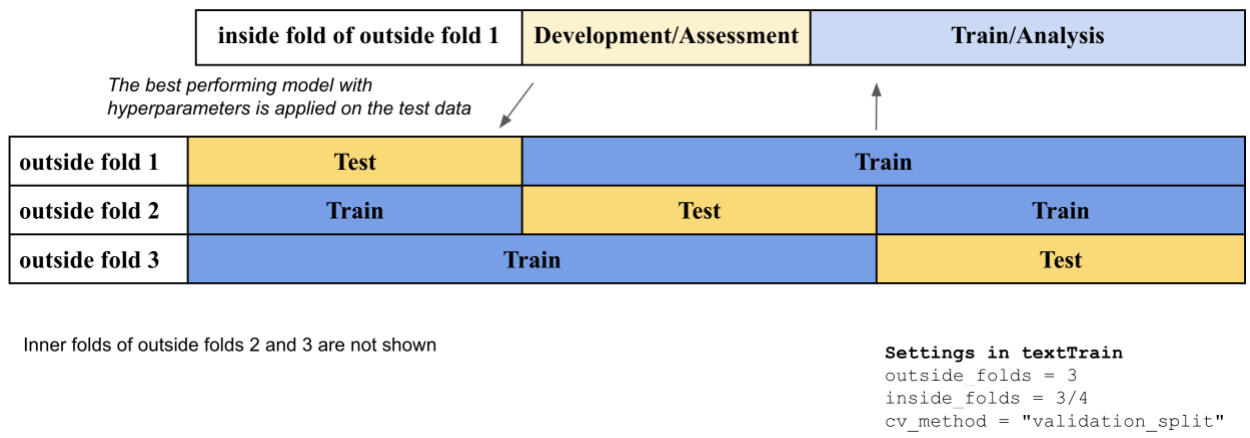 inside fold of outside fold 1 Development/Assessment Train/Analysis
The best performing model with
hyperparameters is applied on the test data
outside fold 1 Test Train
outside fold 2 Train Test Train
outside fold 3 Train Test
Inner folds of outside folds 2 and 3 are not shown
Settings in textTrain
outside_folds = 3
inside_folds = 3/4
cv_method = "validation_split"